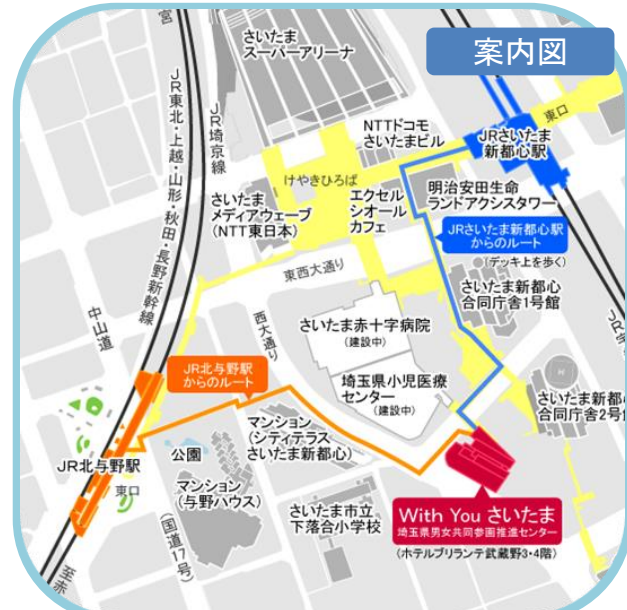 案内図
宮
さいたま
スーパーアリーナ
JR東北・上越・山形・秋田・長野新幹線
JR埼京線
NTTドコモ
さいたまビル
東口
JRさいたま
新都心駅
けやきひろば
さいたま
メディアウェーブ
(NTT東日本)
エクセル
シオール
カフェ
明治安田生命
ランドアクシスタワー
JRさいたま新都心駅
からのルート
(デッキ上を歩く)
東西大通り
さいたま新都心
合同庁舎1号館
中山道
西大通り
さいたま赤十字病院
(建設中)
JR北与野駅
からのルート
埼玉県小児医療
センター
(建設中)
さいたま新都心
合同庁舎2号館
マンション
(シティテラス
さいたま新都心)
公園
JR北与野駅
東口
マンション
(与野ハウス)
(国道17号)
さいたま市立
下落合小学校
With You さいたま
埼玉県男女共同参画推進センター
(ホテルブリランテ武蔵野3・4階)
至赤